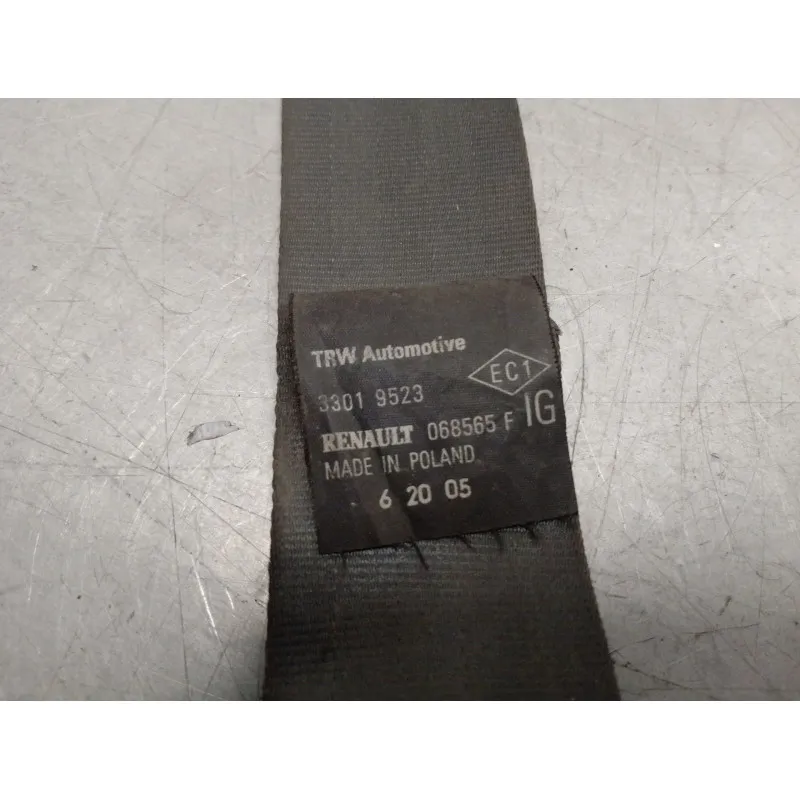 TRW Automotive
EC1
3301 9523
IG
RENAULT 068565 F
MADE IN POLAND
6 20 05